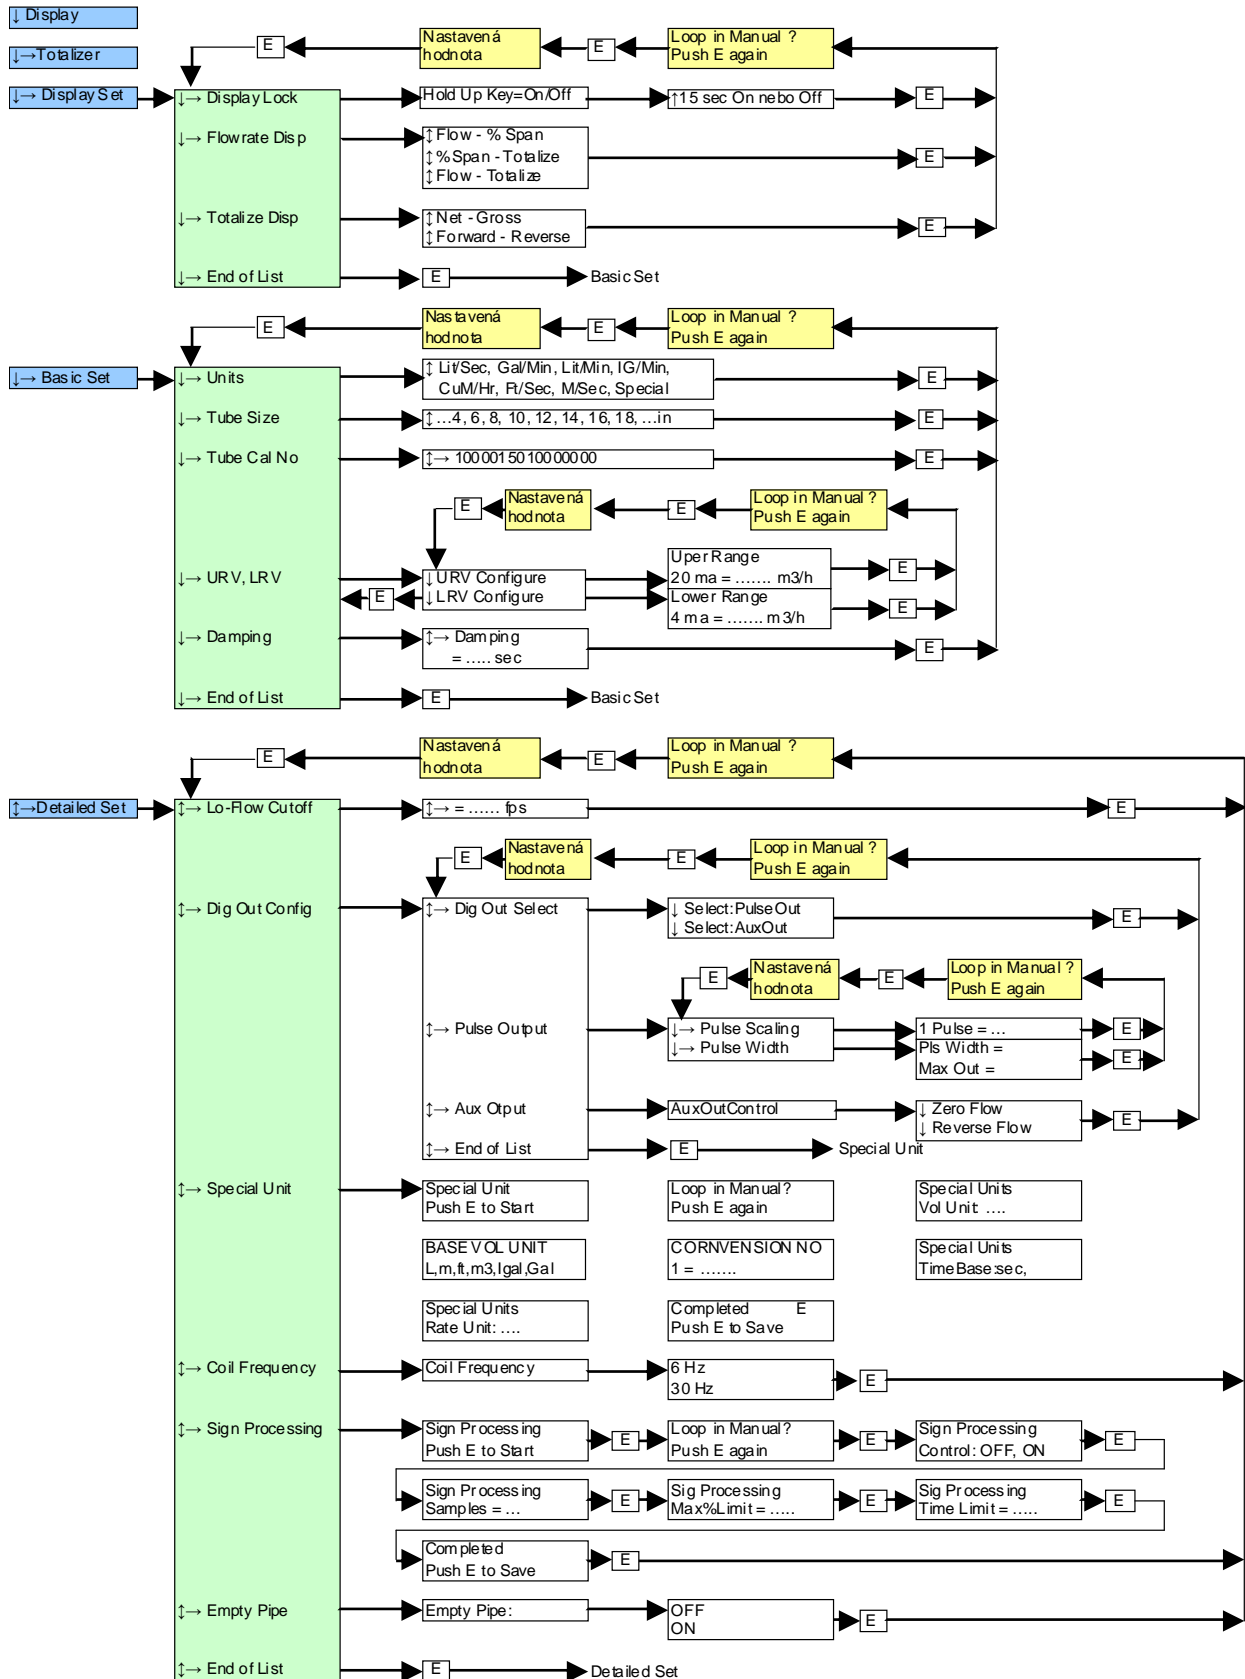 ↓ Display
↓→Totalizer
E
Nastavená
hodnota
E
Loop in Manual ?
Push E again
↓→ Display Set
↓→ Display Lock
Hold Up Key=On/Off
↑15 sec On nebo Off
E
↓→ Flowrate Disp
↕Flow - % Span
↕%Span - Totalize
↕Flow - Totalize
E
↓→ Totalize Disp
↕Net - Gross
↕Forward - Reverse
E
↓→ End of List
E
Basic Set
E
Nastavená
hodnota
E
Loop in Manual ?
Push E again
↓→ Basic Set
↓→ Units
↕ Lit/Sec, Gal/Min, Lit/Min, IG/Min,
CuM/Hr, Ft/Sec, M/Sec, Special
E
↓→ Tube Size
↕ ...4, 6, 8, 10, 12, 14, 16, 18, ...in
E
↓→ Tube Cal No
↕→ 1000015010000000
E
E
Nastavená
hodnota
E
Loop in Manual ?
Push E again
↓→ URV, LRV
↓URV Configure
↓LRV Configure
E
Uper Range
20 ma = ....... m3/h
E
Lower Range
4 ma = ....... m3/h
E
↓→ Damping
↕→ Damping
= ..... sec
E
↓→ End of List
E
Basic Set
E
Nastavená
hodnota
E
Loop in Manual ?
Push E again
↕→Detailed Set
↕→ Lo-Flow Cutoff
↕→ = ...... fps
E
E
Nastavená
hodnota
E
Loop in Manual ?
Push E again
↕→ Dig Out Config
↕→ Dig Out Select
↓ Select:PulseOut
↓ Select:AuxOut
E
E
Nastavená
hodnota
E
Loop in Manual ?
Push E again
↕→ Pulse Output
↓→ Pulse Scaling
↓→ Pulse Width
1 Pulse = ...
E
Pls Width =
Max Out =
E
↕→ Aux Otput
AuxOutControl
↓ Zero Flow
↓ Reverse Flow
E
↕→ End of List
E
Special Unit
↕→ Special Unit
Special Unit
Push E to Start
Loop in Manual?
Push E again
Special Units
Vol Unit: ....
BASE VOL UNIT
L,m,ft,m3,Igal,Gal
CORNVENSION NO
1 = .......
Special Units
TimeBase:sec,
Special Units
Rate Unit: ....
Completed E
Push E to Save
↕→ Coil Frequency
Coil Frequency
6 Hz
30 Hz
E
↕→ Sign Processing
Sign Processing
Push E to Start
E
Loop in Manual?
Push E again
E
Sign Processing
Control: OFF, ON
E
Sign Processing
Samples = ...
E
Sig Processing
Max%Limit = .....
E
Sig Processing
Time Limit = .....
E
Completed
Push E to Save
E
↕→ Empty Pipe
Empty Pipe:
OFF
ON
E
↕→ End of List
E
Detailed Set